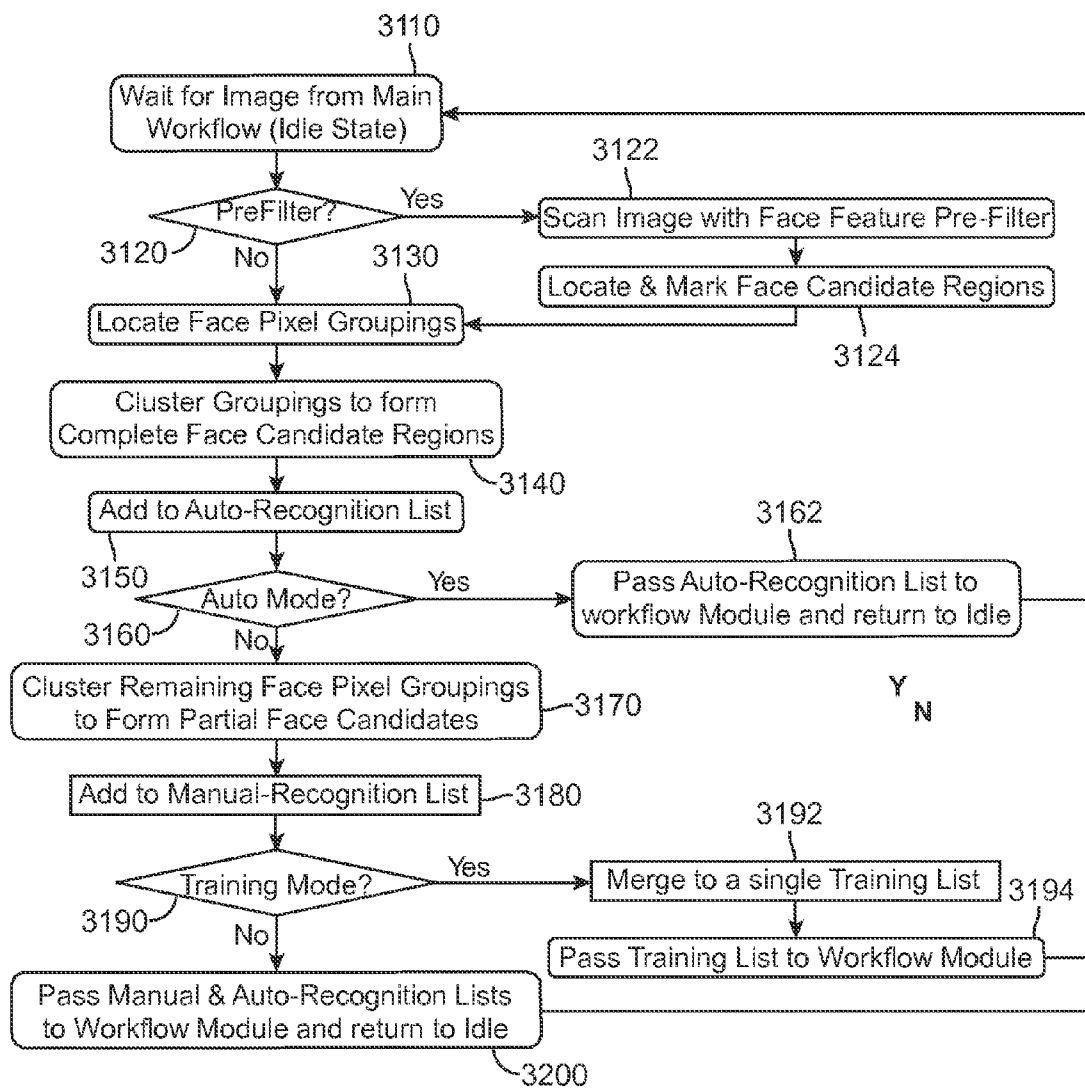 3110
Wait for Image from Main
Workflow (Idle State)
3122
PreFilter?
Yes
Scan Image with Face Feature Pre-Filter
3120
No
3130
Locate & Mark Face Candidate Regions
Locate Face Pixel Groupings
3124
Cluster Groupings to form
Complete Face Candidate Regions
3140
Add to Auto-Recognition List
3162
3150
Auto Mode?
Yes
Pass Auto-Recognition List to
workflow Module and return to Idle
3160
No
Cluster Remaining Face Pixel Groupings
to Form Partial Face Candidates
3170
Y
N
Add to Manual-Recognition List
3180
3192
Training Mode?
Yes
Merge to a single Training List
3190
No
3194
Pass Training List to Workflow Module
Pass Manual & Auto-Recognition Lists
to Workflow Module and return to Idle
3200